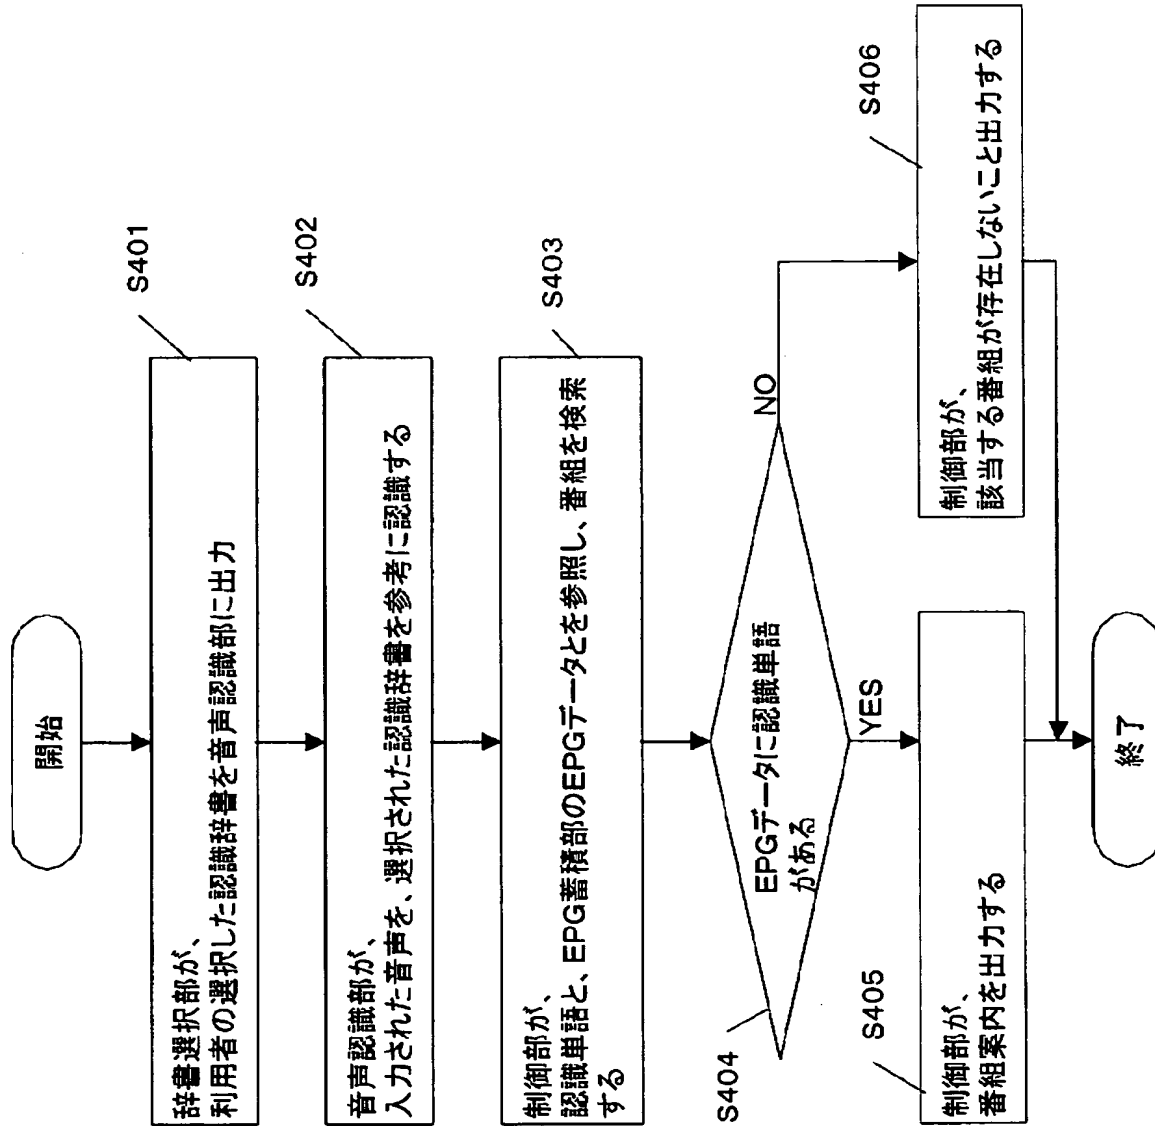 開始
S401
辞書選択部が、
利用者の選択した認識辞書を音声認識部に出力
S402
音声認識部が、
入力された音声を、選択された認識辞書を参考に認識する
S403
制御部が、
認識単語と、EPG蓄積部のEPGデータとを参照し、番組を検索
する
S404
EPGデータに認識単語
がある
NO
YES
S405
制御部が、
番組案内を出力する
S406
制御部が、
該当する番組が存在しないこと出力する
終了